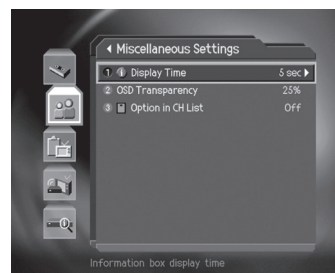 Miscellaneous Settings
1 Display Time 5 sec
2 OSD Transparency 25%
3 Option in CH List Off
Information box display time